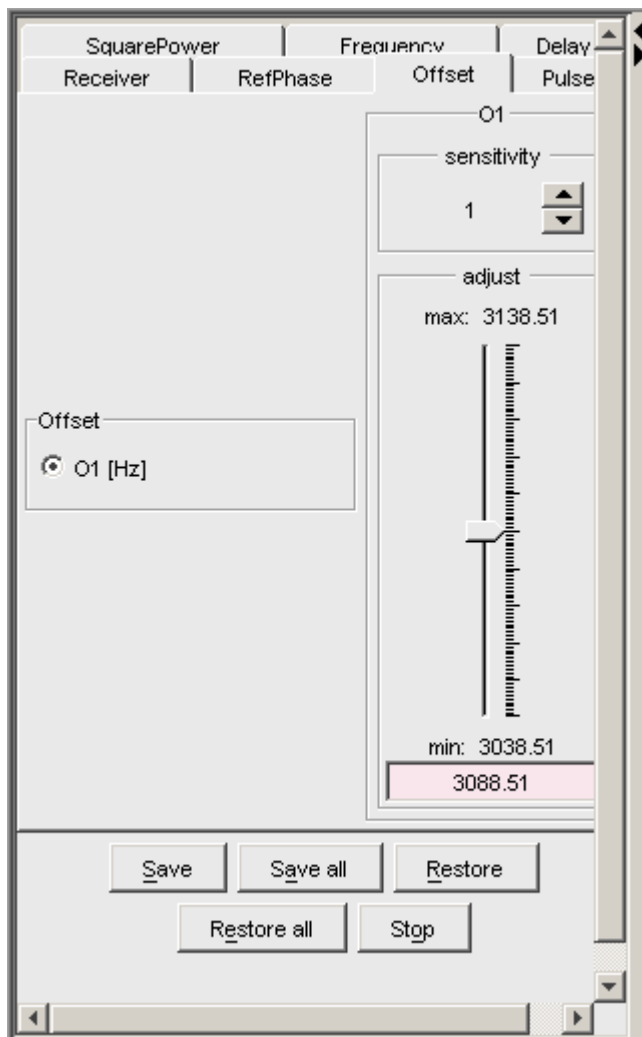 SquarePower Frequency Delay
Receiver RefPhase Offset Pulse
O1
sensitivity
1
adjust
max: 3138.51
Offset
O1 [Hz]
min: 3038.51
3088.51
Save Save all Restore
Restore all Stop